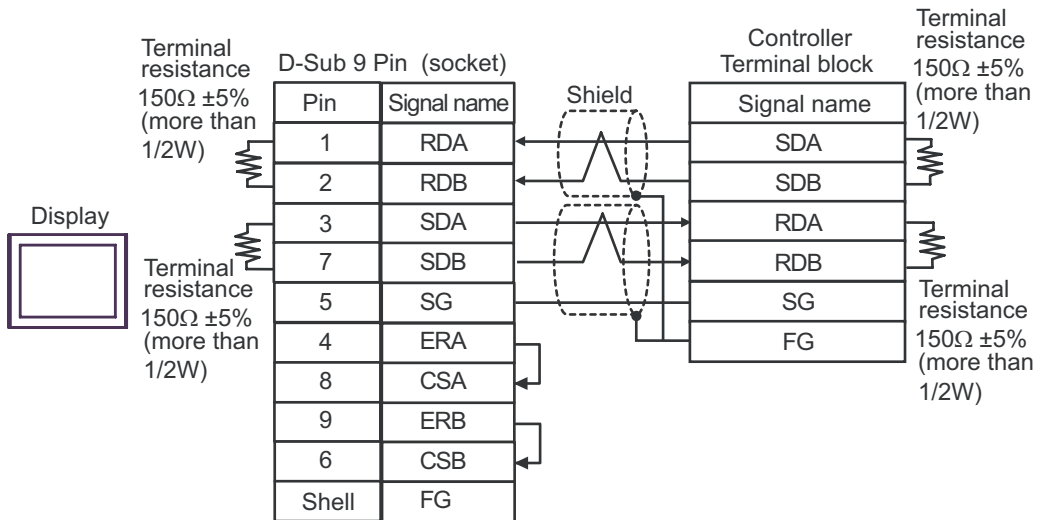 Terminal
resistance
150Ω ±5%
(more than
1/2W)
Display
Terminal
resistance
150Ω ±5%
(more than
1/2W)
D-Sub 9 Pin (socket)
Pin Signal name
1 RDA
2 RDB
3 SDA
7 SDB
5 SG
4 ERA
8 CSA
9 ERB
6 CSB
Shell FG
Shield
Controller
Terminal block
Signal name
SDA
SDB
RDA
RDB
SG
FG
Terminal
resistance
150Ω ±5%
(more than
1/2W)
Terminal
resistance
150Ω ±5%
(more than
1/2W)